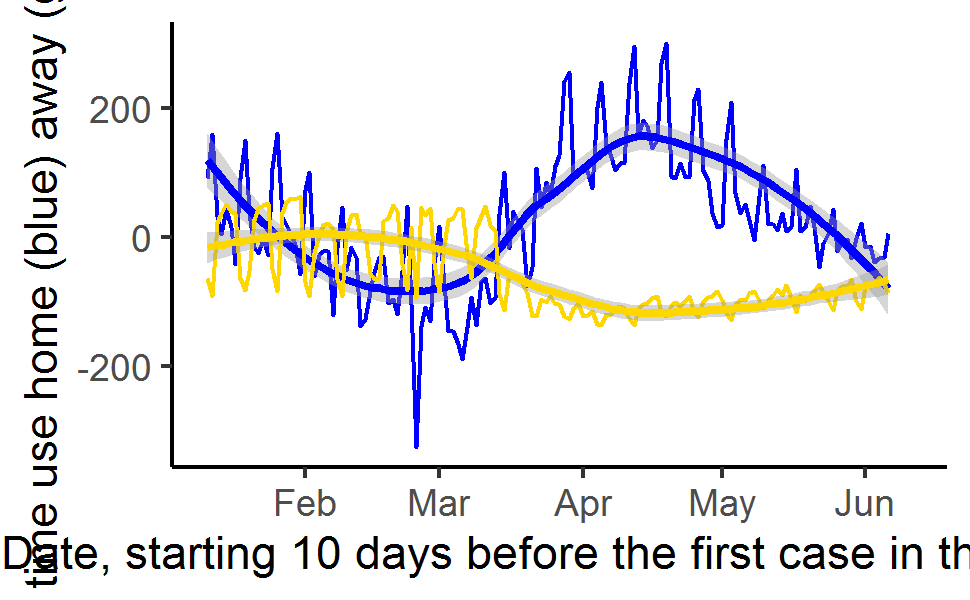 time use home (blue) away (g
200
0
-200
Feb Mar Apr May Jun
Date, starting 10 days before the first case in th